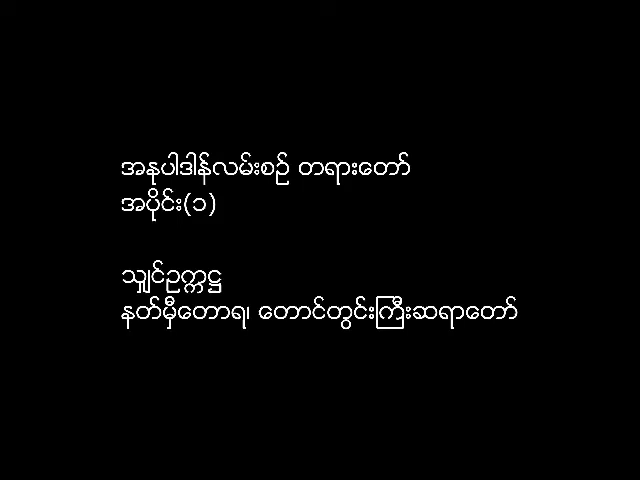 အနုပါဒါန်လမ်းစဉ် တရားတော်
အပိုင်း(၁)
သျှင်ဥက္ကဋ္ဌ
နတ်မှီတောရ၊ တောင်တွင်းကြီးဆရာတော်